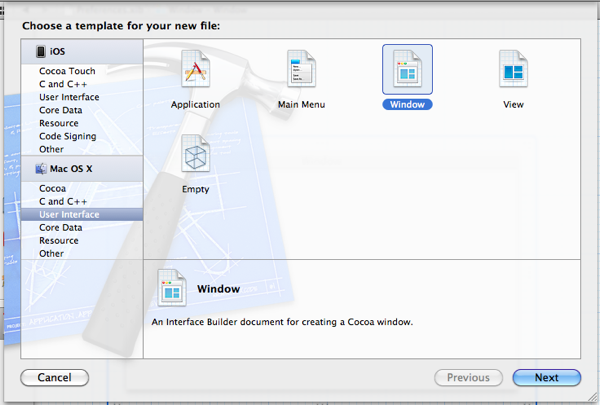 Choose a template for your new file:
iOS
Cocoa Touch
C and C++
User Interface
Core Data
Resource
Code Signing
Other
Mac OS X
Cocoa
C and C++
User Interface
Core Data
Resource
Other
Application
Main Menu
Window
View
Empty
Window
An Interface Builder document for creating a Cocoa window.
Cancel
Previous
Next